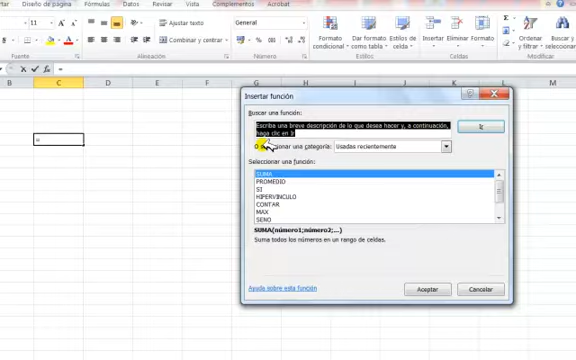 Diseño de página Fórmulas Datos Revisar Vista Complementos Acrobat
11 Ajustar texto General
Combinar y centrar % 000
Formato condicional Dar formato como tabla Estilos de celda Insertar Eliminar Formato Ordenar y filtrar Buscar y
Fuente Alineación Número Estilos Celdas
=
B C D E F G H I J K L M
=
Insertar función
Buscar una función:
Escriba una breve descripción de lo que desea hacer y, a continuación,
haga clic en Ir
Ir
O seleccionar una categoría: Usadas recientemente
Seleccionar una función:
SUMA
PROMEDIO
SI
HIPERVINCULO
CONTAR
MAX
SENO
SUMA(número1;número2;...)
Suma todos los números en un rango de celdas.
Ayuda sobre esta función
Aceptar Cancelar